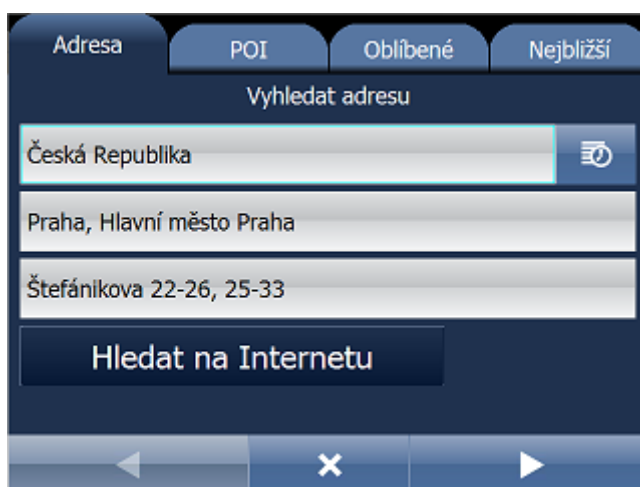 Adresa POI Oblíbené Nejbližší
Vyhledat adresu
Česká Republika
Praha, Hlavní město Praha
Štefánikova 22-26, 25-33
Hledat na Internetu